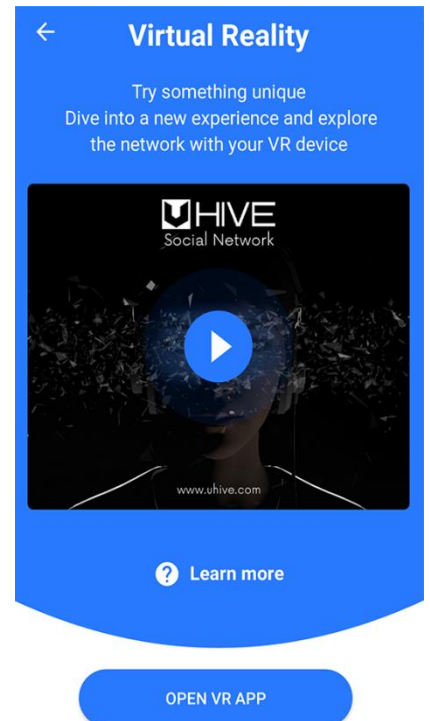 Virtual Reality
Try something unique
Dive into a new experience and explore
the network with your VR device
UHIVE
Social Network
www.uhive.com
? Learn more
OPEN VR APP